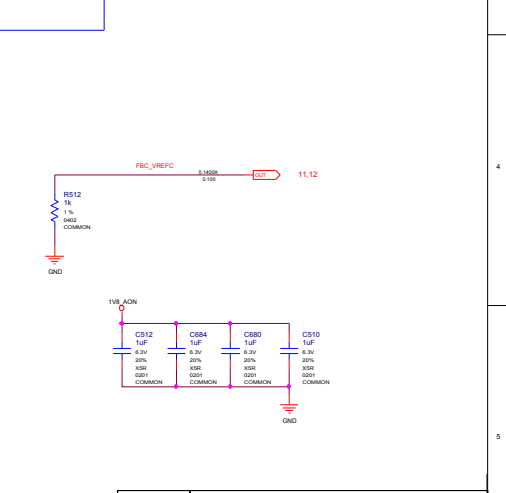 4
FBC_VREFC
0.1400A
0.100
OUT
11,12
R512
1k
1 %
0402
COMMON
GND
1V8_AON
C512
1uF
6.3V
20%
X5R
0201
COMMON
C684
1uF
6.3V
20%
X5R
0201
COMMON
C680
1uF
6.3V
20%
X5R
0201
COMMON
C510
1uF
6.3V
20%
X5R
0201
COMMON
GND
5